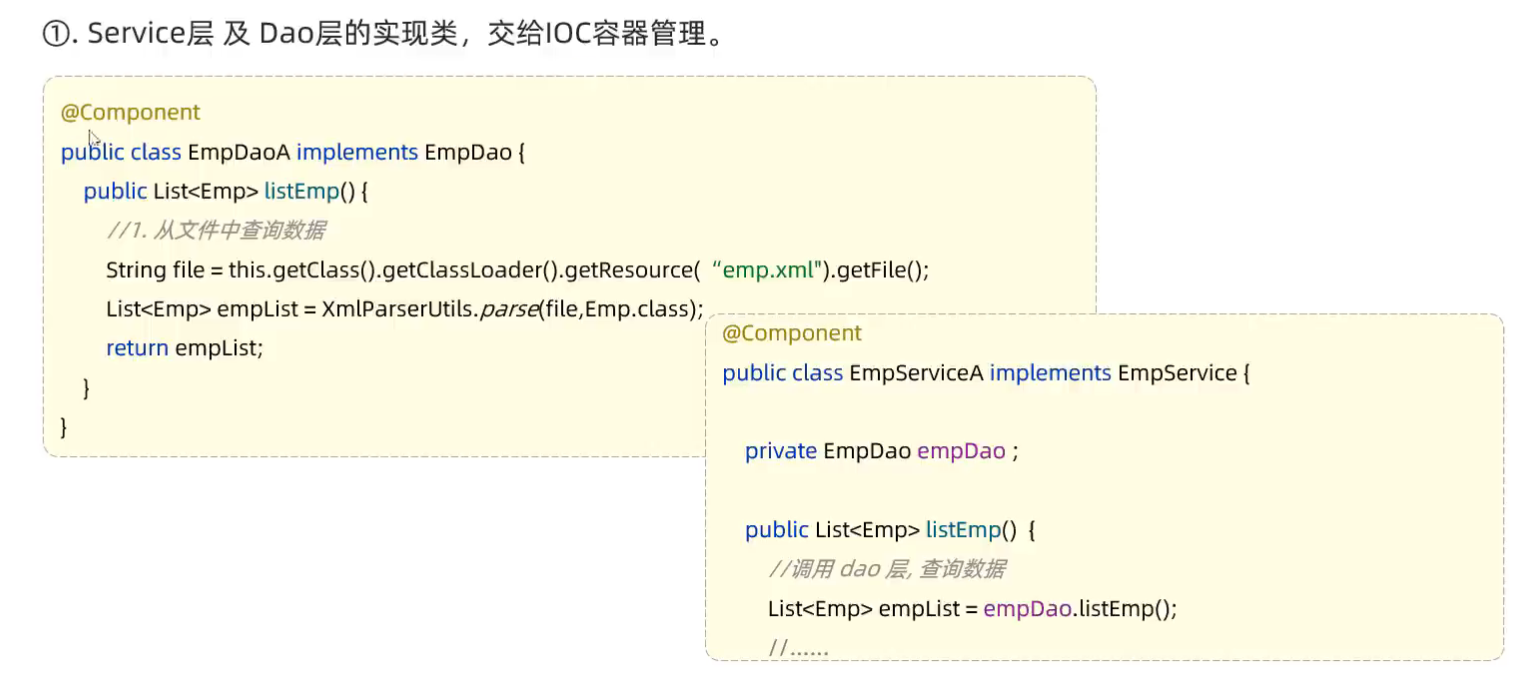 ①. Service层 及 Dao层的实现类，交给IOC容器管理。
@Component
public class EmpDaoA implements EmpDao {
public List<Emp> listEmp() {
//1. 从文件中查询数据
String file = this.getClass().getClassLoader().getResource( “emp.xml").getFile();
List<Emp> empList = XmlParserUtils.parse(file,Emp.class);
return empList;
}
}
@Component
public class EmpServiceA implements EmpService {
private EmpDao empDao ;
public List<Emp> listEmp() {
//调用 dao 层, 查询数据
List<Emp> empList = empDao.listEmp();
//......